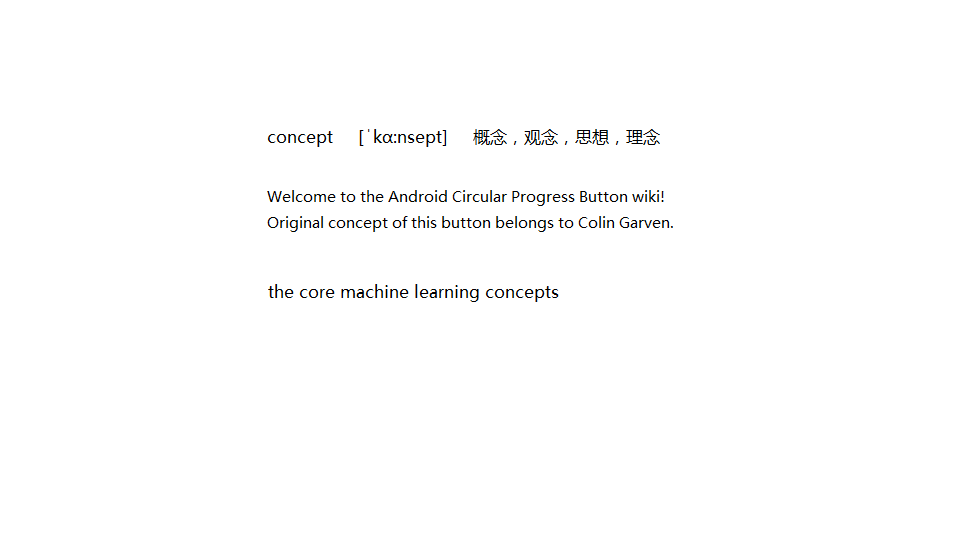 concept [ˈkɑ:nsept] 概念，观念，思想，理念
Welcome to the Android Circular Progress Button wiki!
Original concept of this button belongs to Colin Garven.
the core machine learning concepts